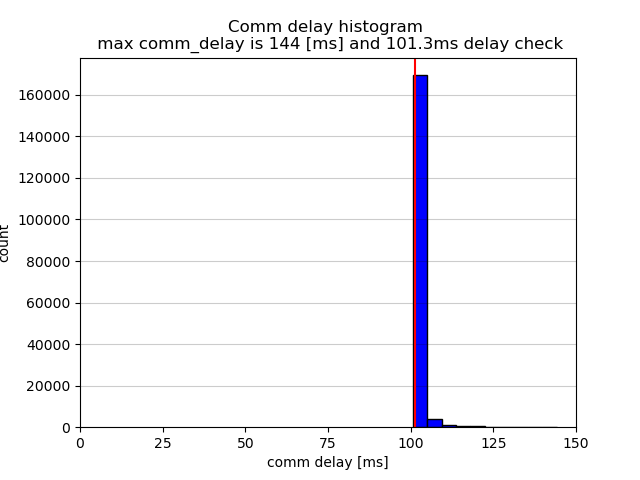 Comm delay histogram
max comm_delay is 144 [ms] and 101.3ms delay check
160000
140000
120000
100000
80000
60000
40000
20000
0
count
0 25 50 75 100 125 150
comm delay [ms]